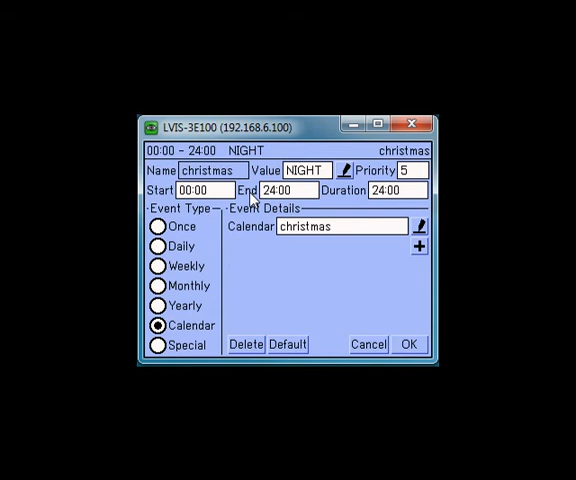 LVIS-3E100 (192.168.6.100)
00:00 - 24:00 NIGHT christmas
Name christmas Value NIGHT Priority 5
Start 00:00 End 24:00 Duration 24:00
Event Type Event Details
Once Calendar christmas
Daily +
Weekly
Monthly
Yearly
Calendar
Special Delete Default Cancel OK